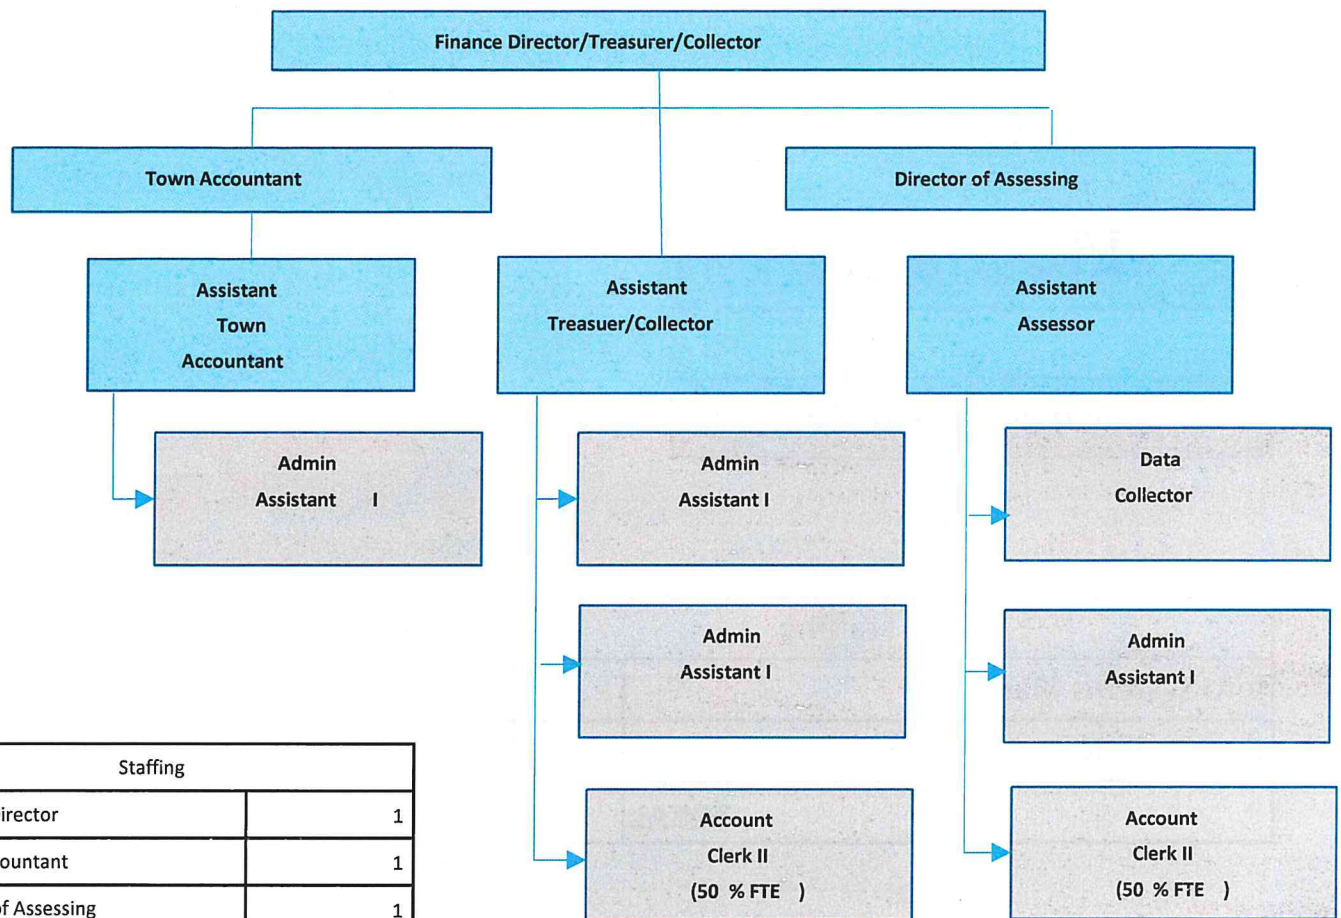 Finance Director/Treasurer/Collector
Town Accountant
Director of Assessing
Assistant
Town
Accountant
Assistant
Treasuer/Collector
Assistant
Assessor
Admin
Assistant I
Admin
Assistant I
Data
Collector
Admin
Assistant I
Admin
Assistant I
Account
Clerk II
(50 % FTE )
Account
Clerk II
(50 % FTE )
Staffing
Director 1
ountant 1
of Assessing 1